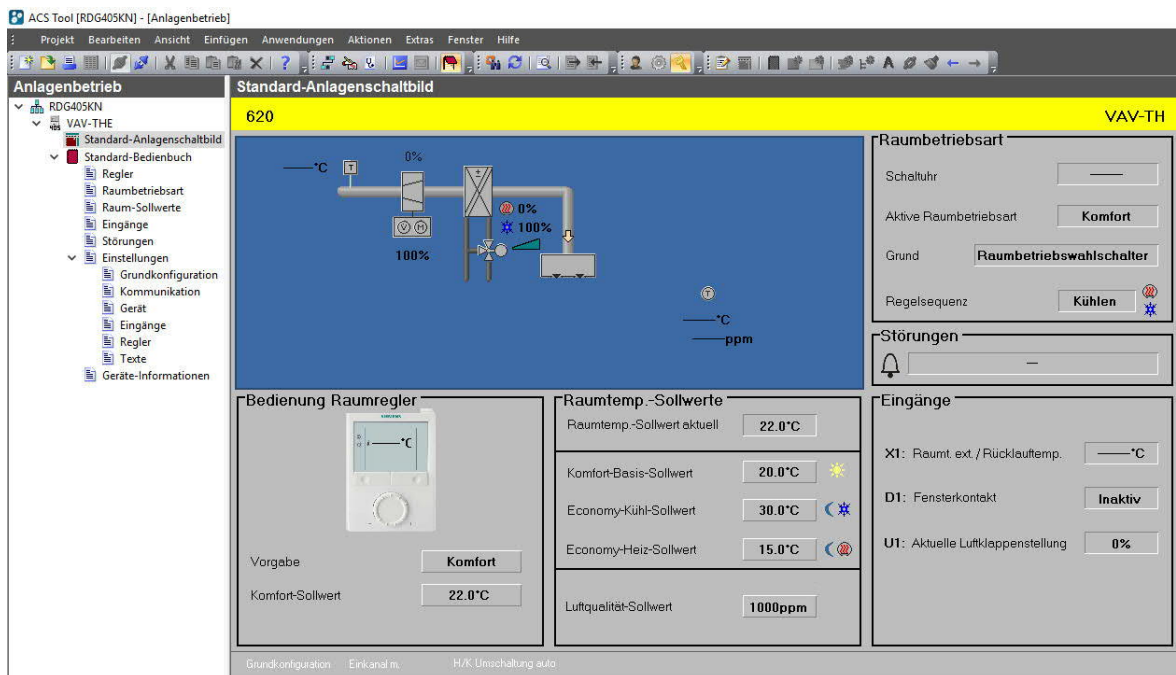 ACS Tool [RDG405KN] - [Anlagenbetrieb]
Projekt Bearbeiten Ansicht Einfügen Anwendungen Aktionen Extras Fenster Hilfe
Anlagenbetrieb
RDG405KN
VAV-THE
Standard-Anlagenschaltbild
Standard-Bedienbuch
Regler
Raumbetriebsart
Raum-Sollwerte
Eingänge
Störungen
Einstellungen
Grundkonfiguration
Kommunikation
Gerät
Eingänge
Regler
Texte
Geräte-Informationen
Standard-Anlagenschaltbild
620 VAV-TH
——°C T 0%
±
0%
100%
V M
100%
T
——°C
——ppm
Raumbetriebsart
Schaltuhr ——
Aktive Raumbetriebsart Komfort
Grund Raumbetriebswahlschalter
Regelsequenz Kühlen
Störungen
—
Bedienung Raumregler
——°C
Vorgabe Komfort
Komfort-Sollwert 22.0°C
Raumtemp.-Sollwerte
Raumtemp.-Sollwert aktuell 22.0°C
Komfort-Basis-Sollwert 20.0°C
Economy-Kühl-Sollwert 30.0°C
Economy-Heiz-Sollwert 15.0°C
Luftqualität-Sollwert 1000ppm
Eingänge
X1: Raumt. ext./Rücklauftemp. ——°C
D1: Fensterkontakt Inaktiv
U1: Aktuelle Luftklappenstellung 0%
Grundkonfiguration Einkanal m. H/K Umschaltung auto